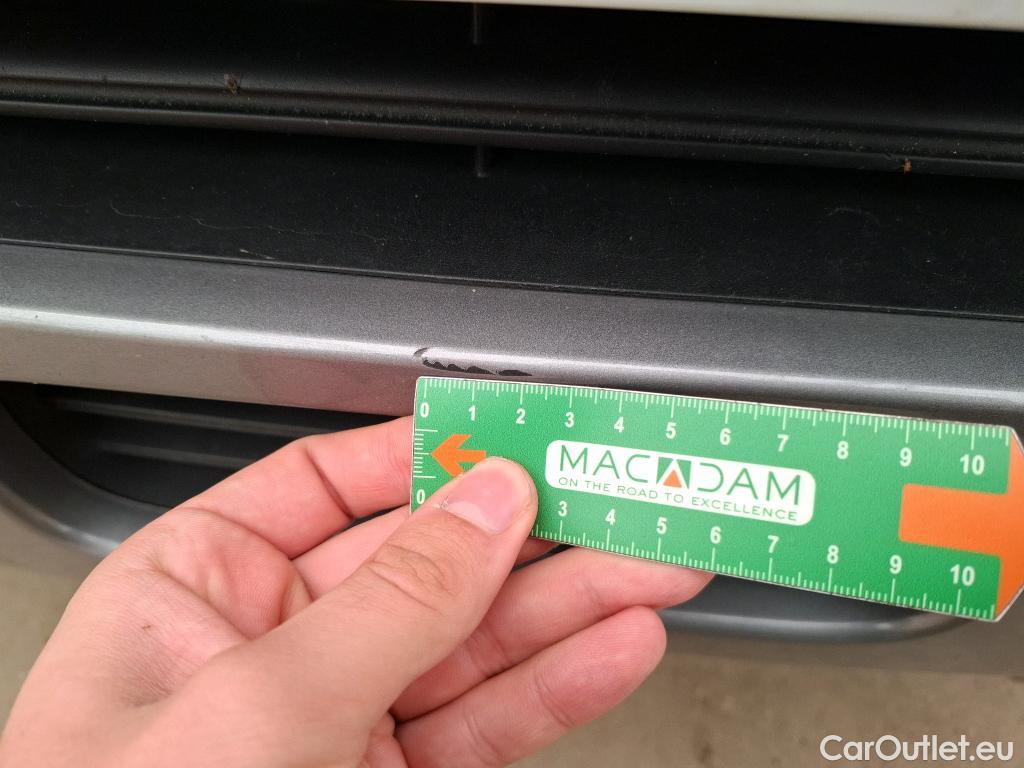 0 1 2 3 4 5 6 7 8 9 10
MACADAM
ON THE ROAD TO EXCELLENCE
0 3 4 5 6 7 8 9 10
CarOutlet.eu